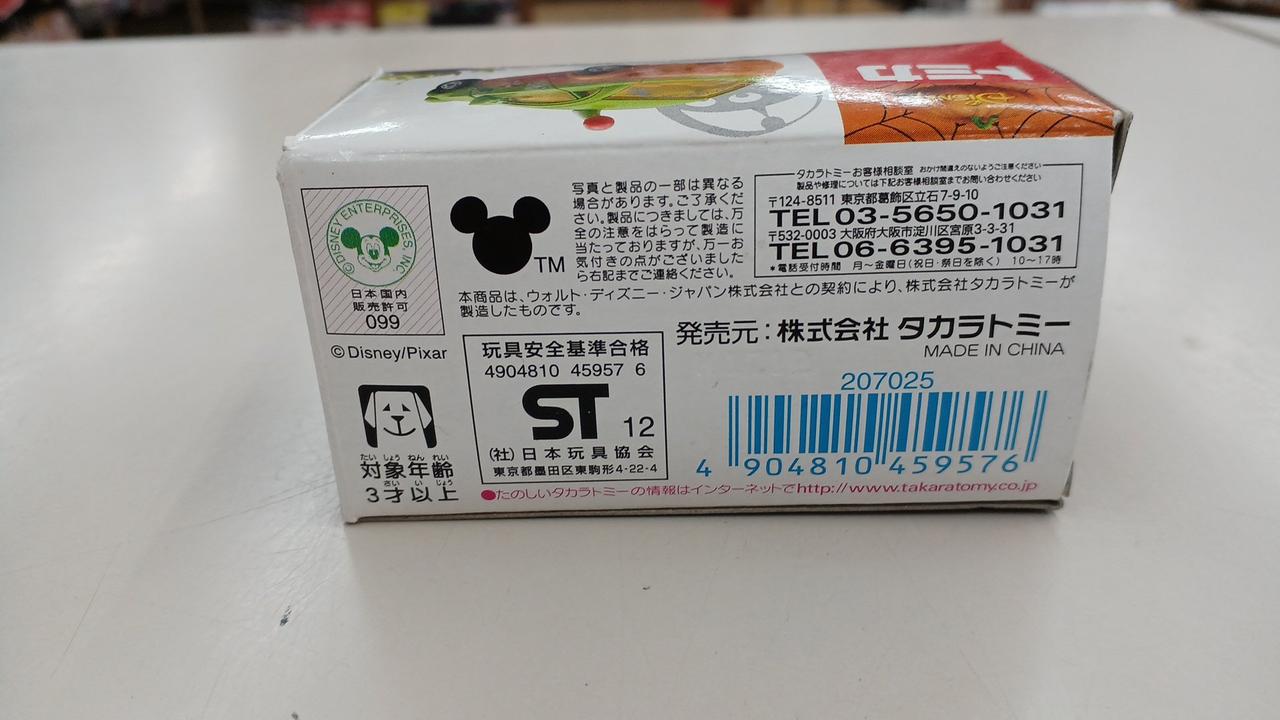 トミカ
Disney
DISNEY ENTERPRISES INC.
日本国内
販売許可
099
©Disney/Pixar
たい しょう ねん れい
対象年齢
さい い じょう
3才以上
TM
写真と製品の一部は異なる
場合があります。ご了承くだ
さい。製品につきましては、万
全の注意をはらって製造に
当たっておりますが、万一お
気付きの点がございました
ら右記までご連絡ください。
タカラトミーお客様相談室 おかけ間違えのないようご注意ください
製品や修理については下記お客様相談室までお問い合わせください
〒124-8511 東京都葛飾区立石7-9-10
TEL 03-5650-1031
〒532-0003 大阪府大阪市淀川区宮原3-3-31
TEL 06-6395-1031
*電話受付時間 月〜金曜日(祝日・祭日を除く) 10〜17時
本商品は、ウォルト・ディズニー・ジャパン株式会社との契約により、株式会社タカラトミーが
製造したものです。
玩具安全基準合格
4904810 45957 6
ST 12
(社)日本玩具協会
東京都墨田区東駒形4-22-4
発売元:株式会社 タカラトミー
MADE IN CHINA
207025
4 904810 459576
●たのしいタカラトミーの情報はインターネットでhttp://www.takaratomy.co.jp